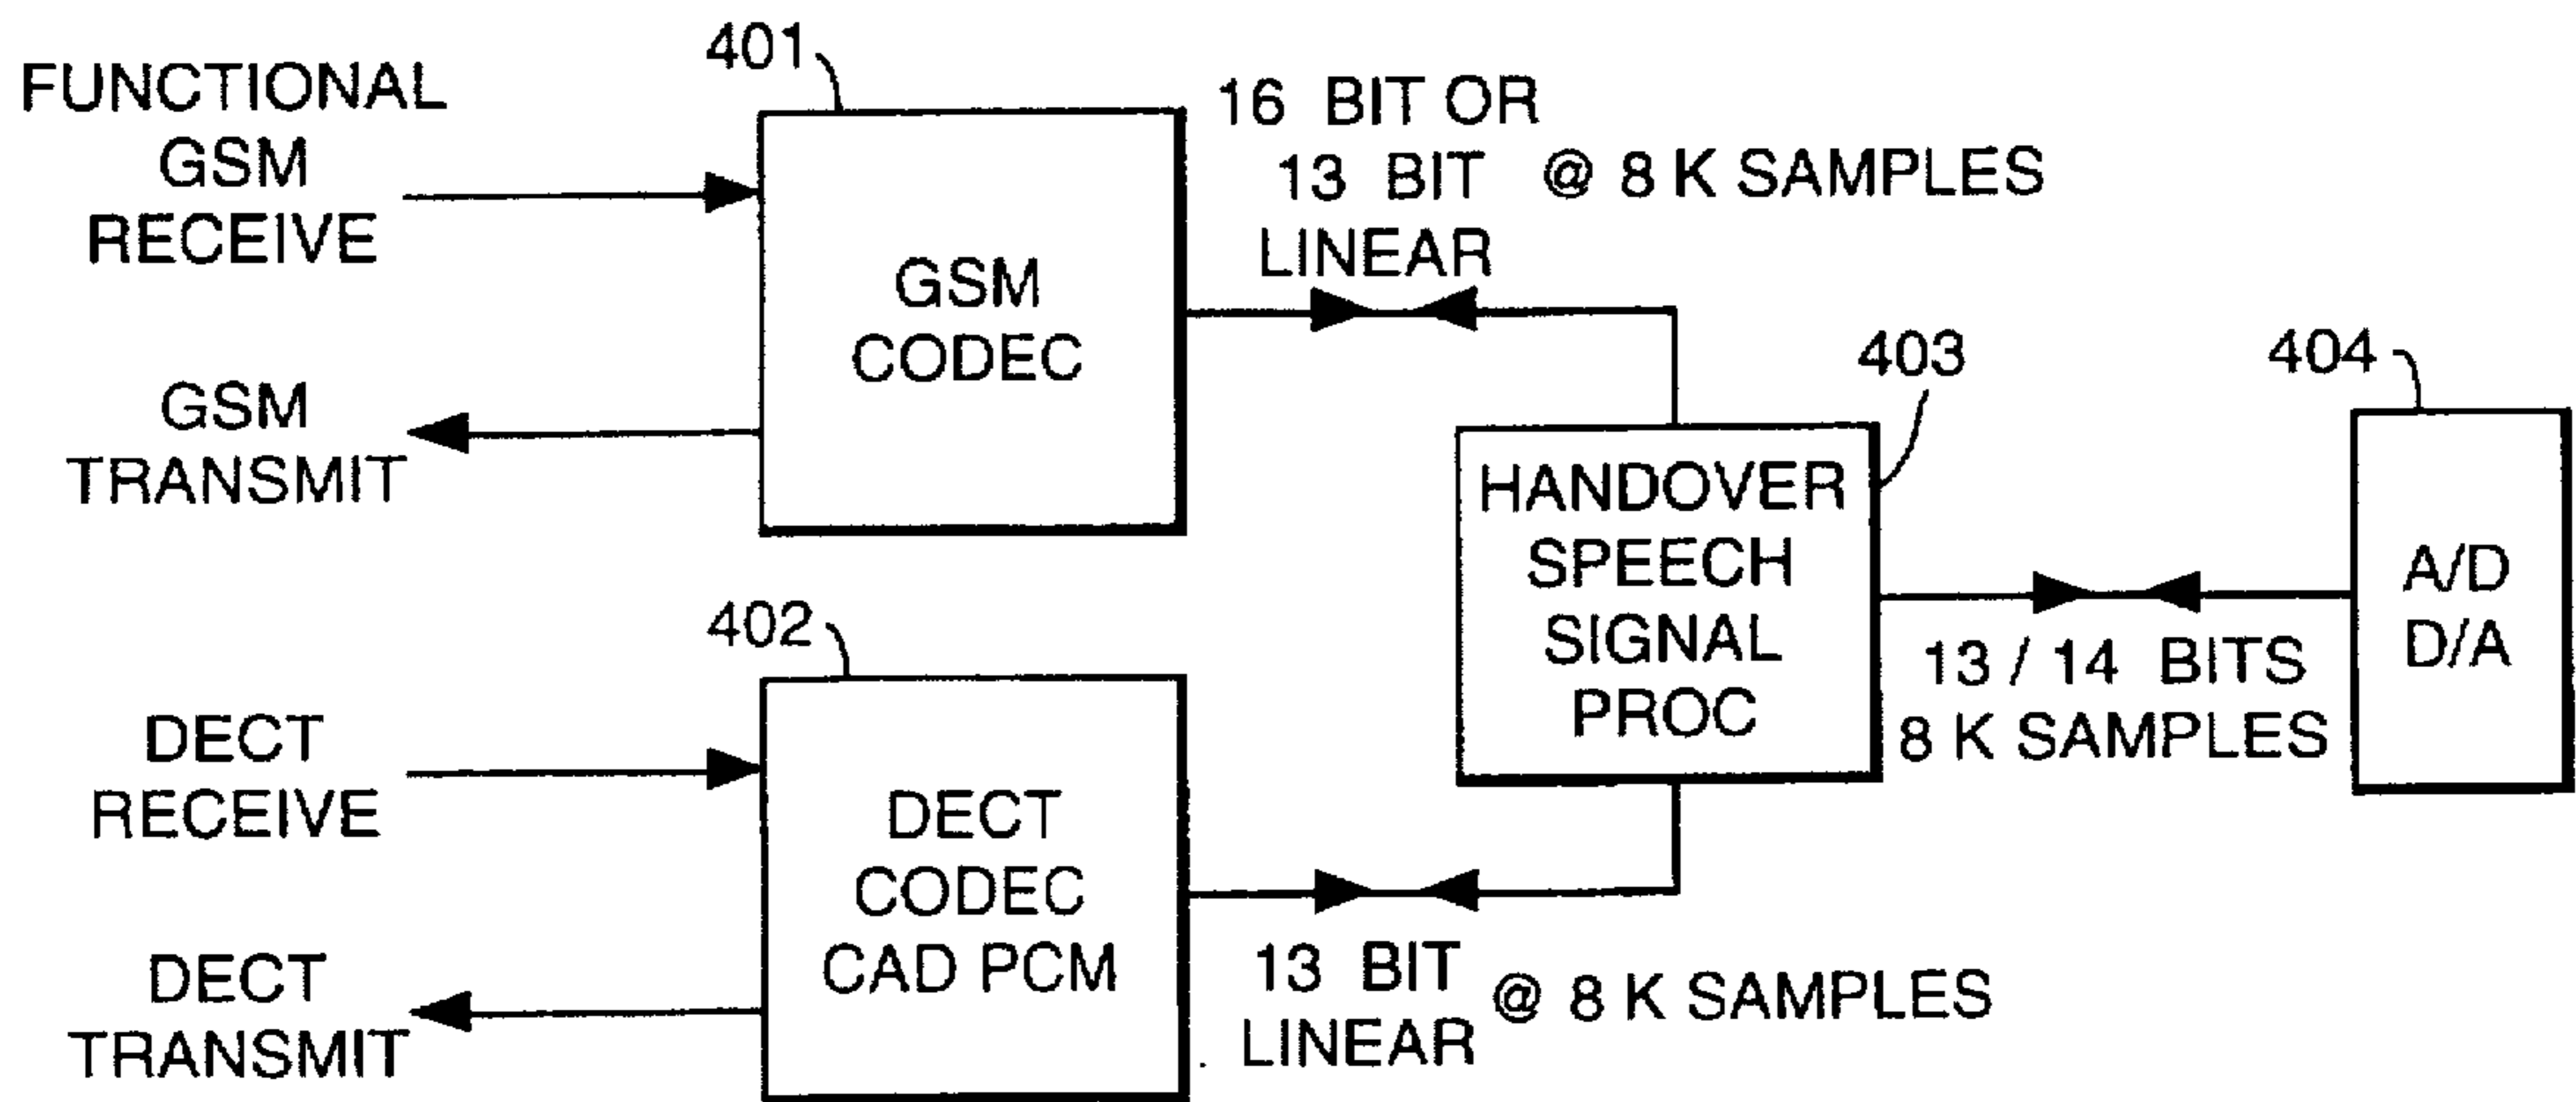 401
FUNCTIONAL
GSM
RECEIVE
GSM
TRANSMIT
GSM
CODEC
16 BIT OR
13 BIT @ 8 K SAMPLES
LINEAR
403
404
HANDOVER
SPEECH
SIGNAL
PROC
A/D
D/A
13 / 14 BITS
8 K SAMPLES
402
DECT
RECEIVE
DECT
TRANSMIT
DECT
CODEC
CAD PCM
13 BIT
LINEAR @ 8 K SAMPLES